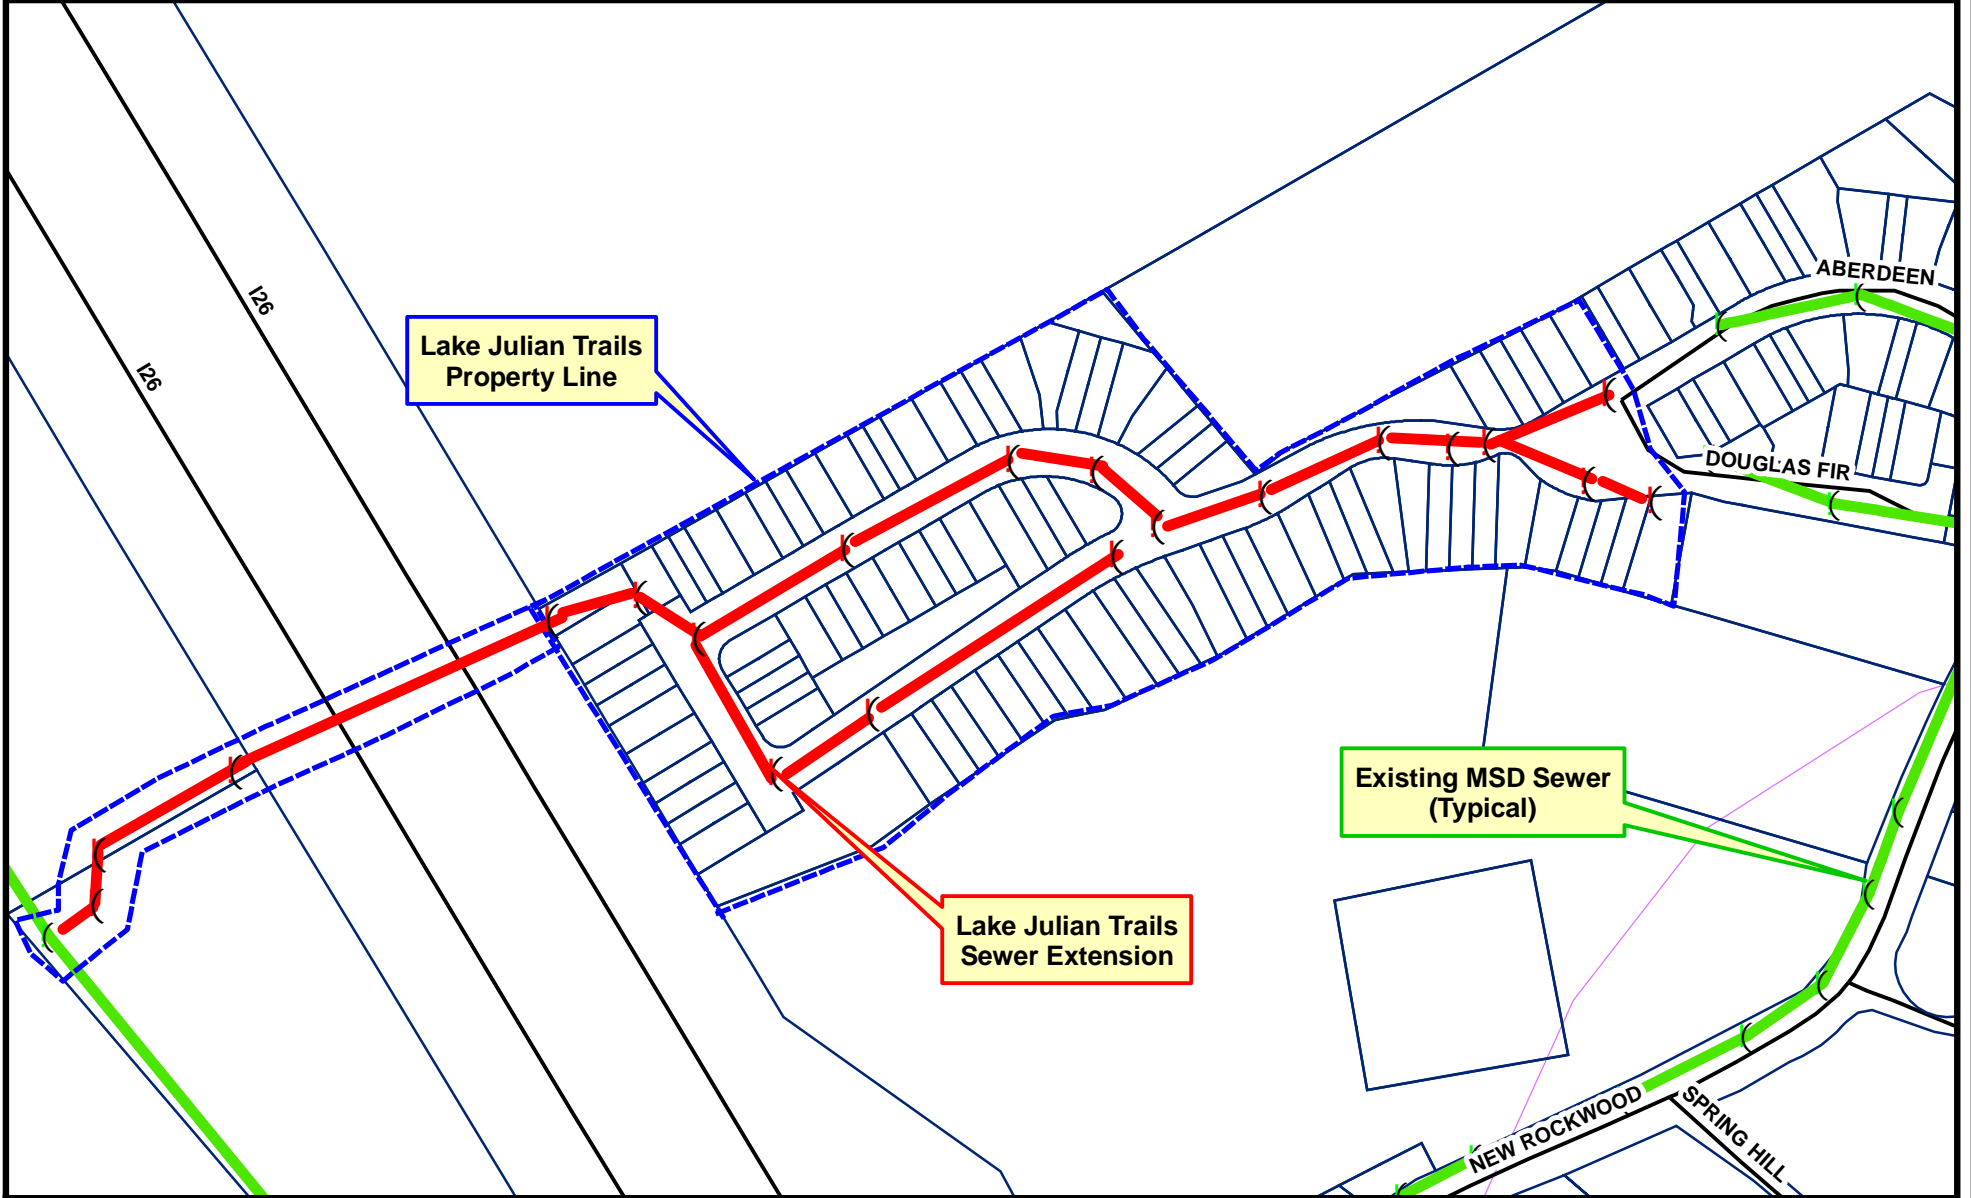 ABERDEEN
I26
I26
Lake Julian Trails
Property Line
DOUGLAS FIR
Existing MSD Sewer
(Typical)
Lake Julian Trails
Sewer Extension
NEW ROCKWOOD
SPRING HILL